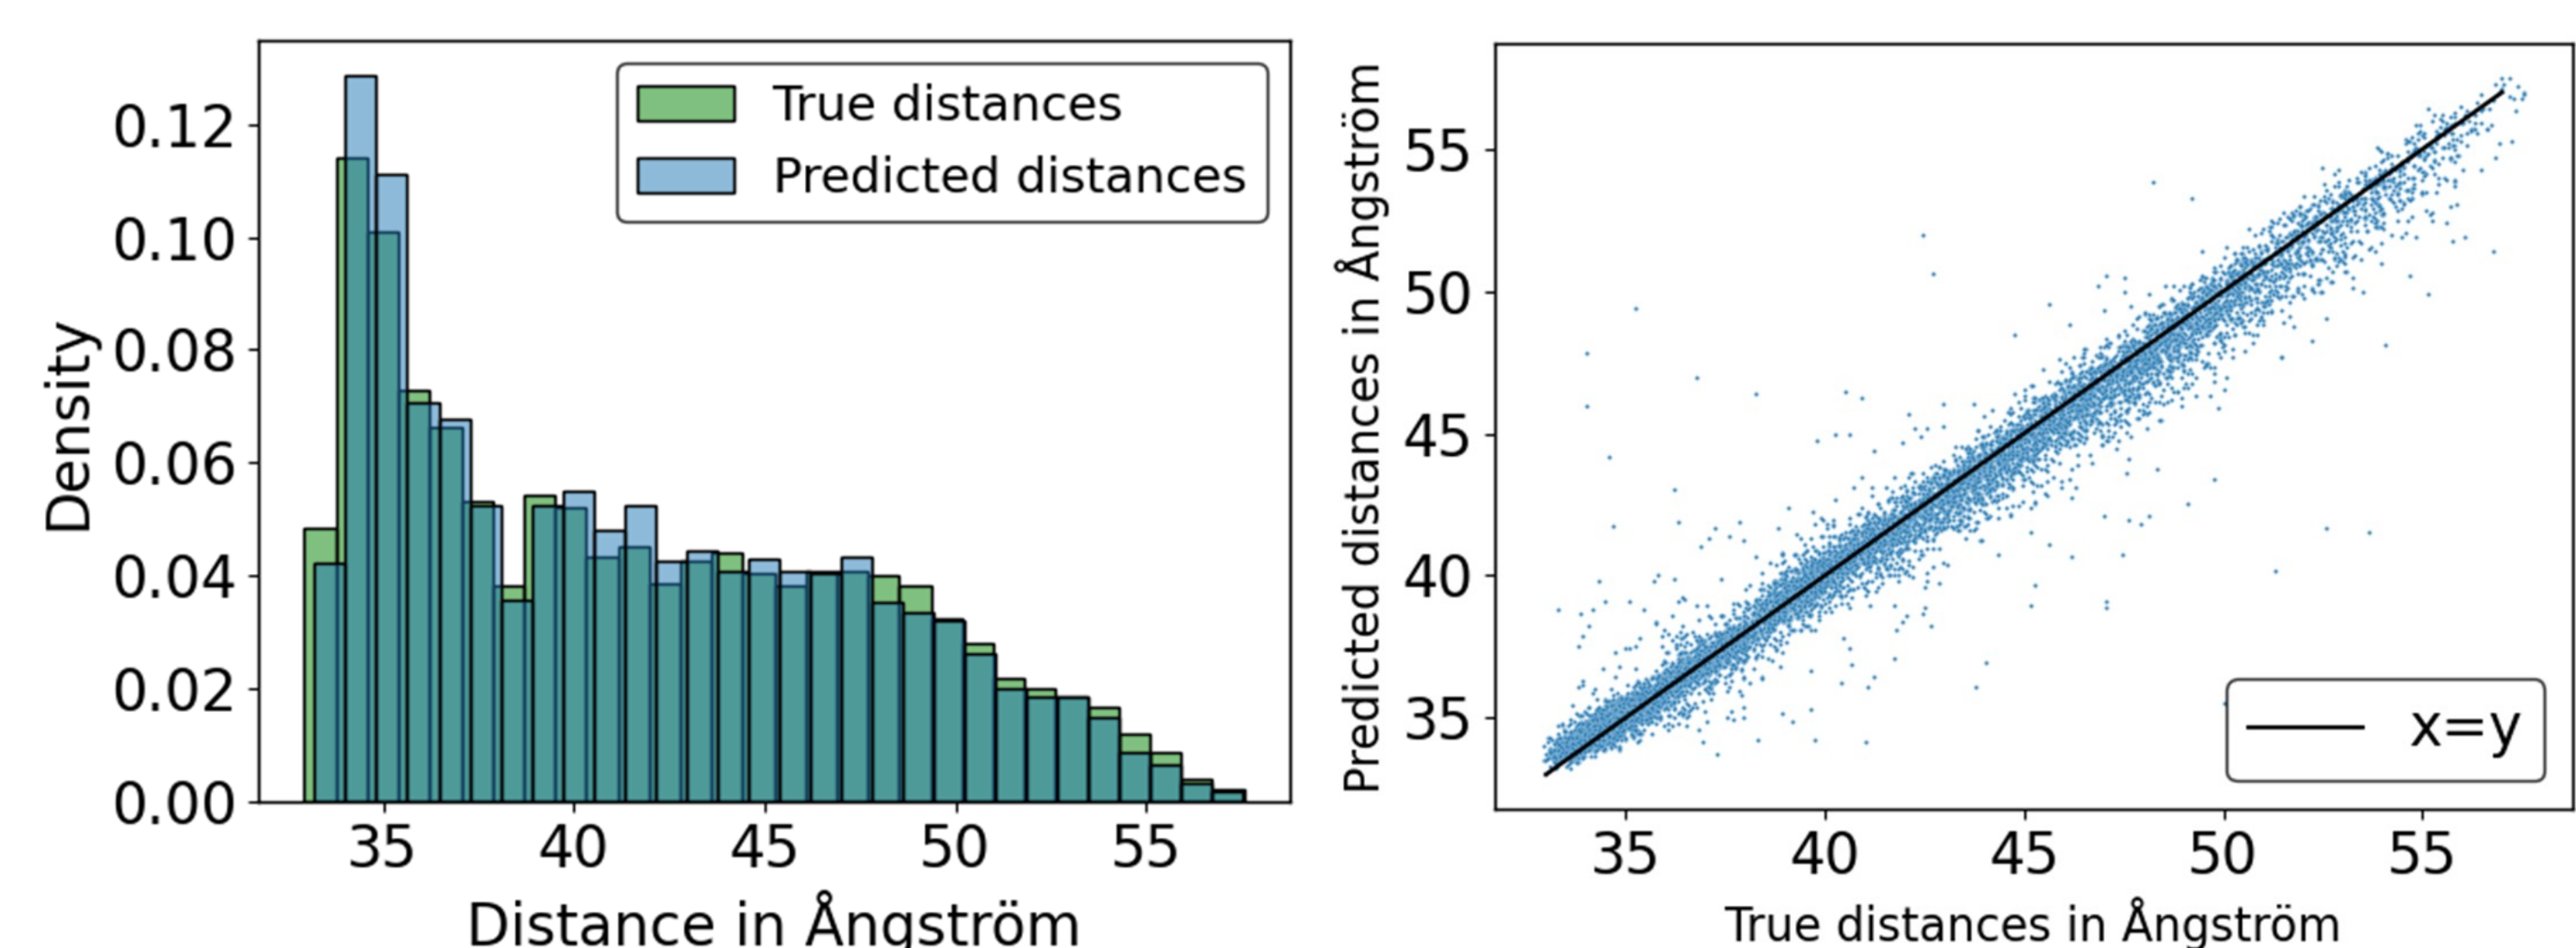 True distances
Predicted distances
0.12
0.10
0.08
0.06
0.04
0.02
0.00
Density
35 40 45 50 55
Distance in Ångström
Predicted distances in Ångström
55
50
45
40
35
x=y
35 40 45 50 55
True distances in Ångström